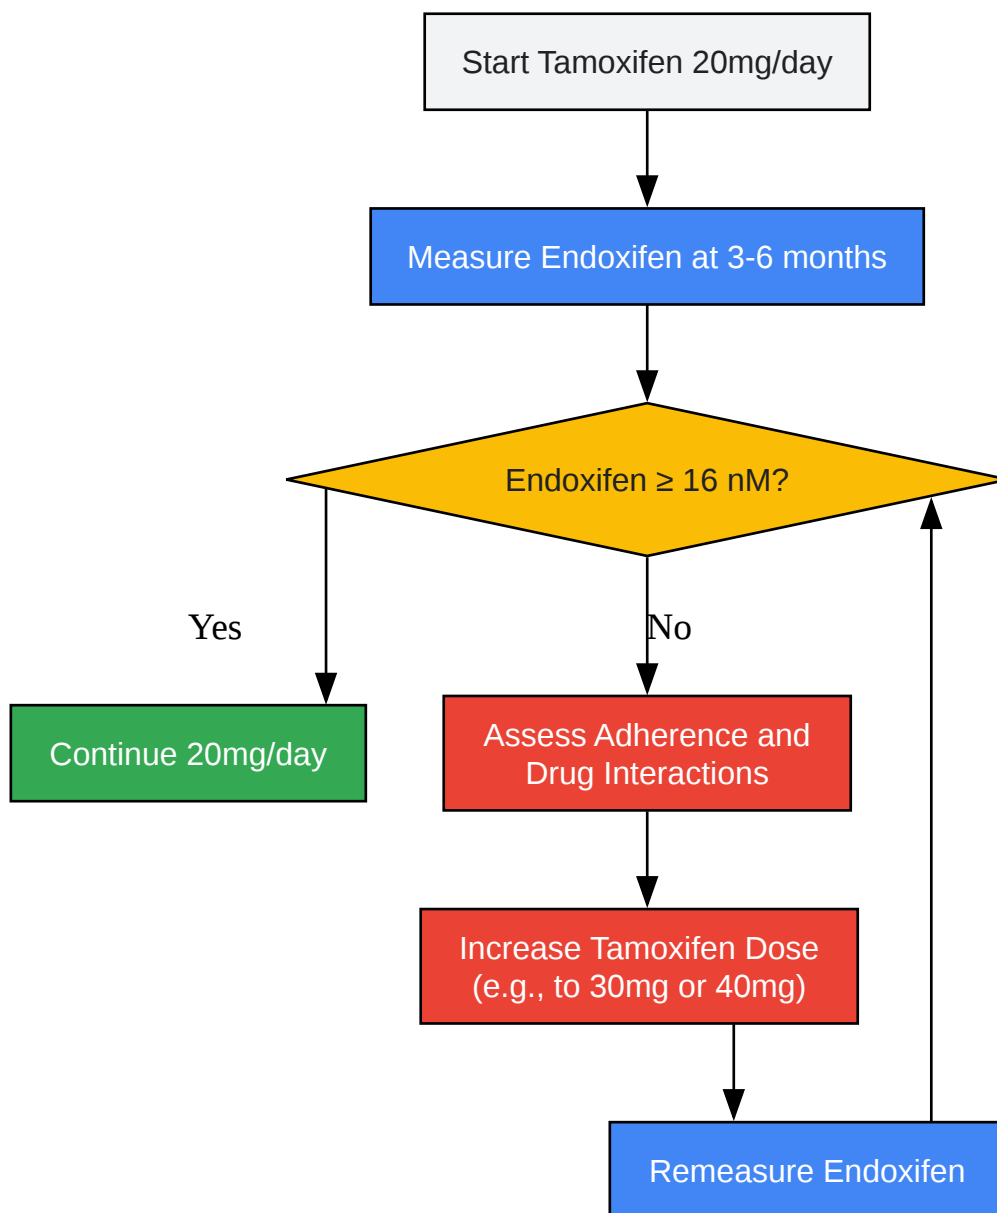 Start Tamoxifen 20mg/day
Measure Endoxifen at 3-6 months
Endoxifen ≥ 16 nM?
Yes
No
Continue 20mg/day
Assess Adherence and
Drug Interactions
Increase Tamoxifen Dose
(e.g., to 30mg or 40mg)
Remeasure Endoxifen